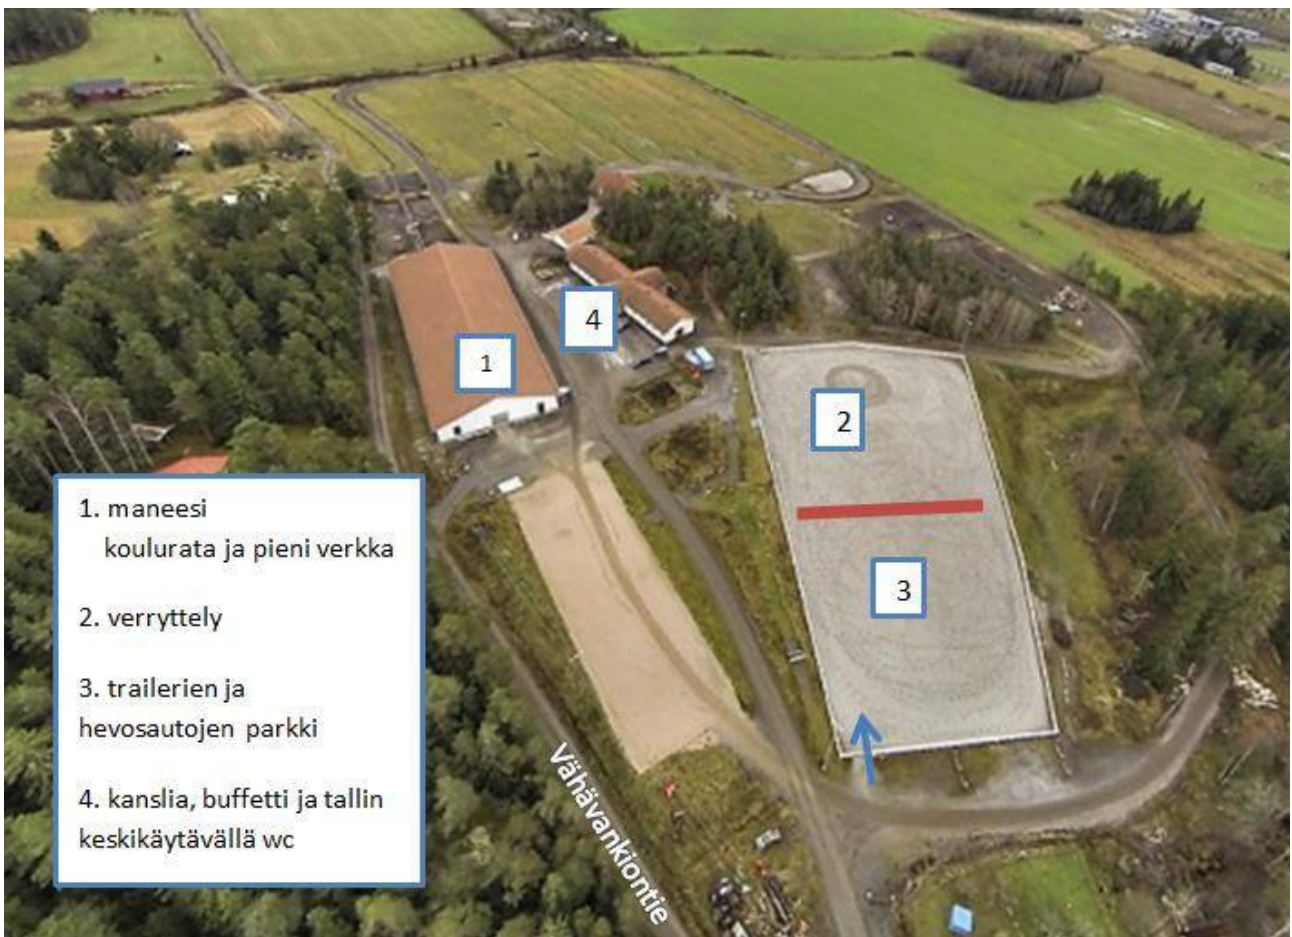 1
4
2
3
1. maneesi
koulurata ja pieni verkka
2. verryttely
3. trailerien ja
hevosautojen parkki
4. kanslia, buffetti ja tallin
keskikäytävällä wc
Vähävankiontie